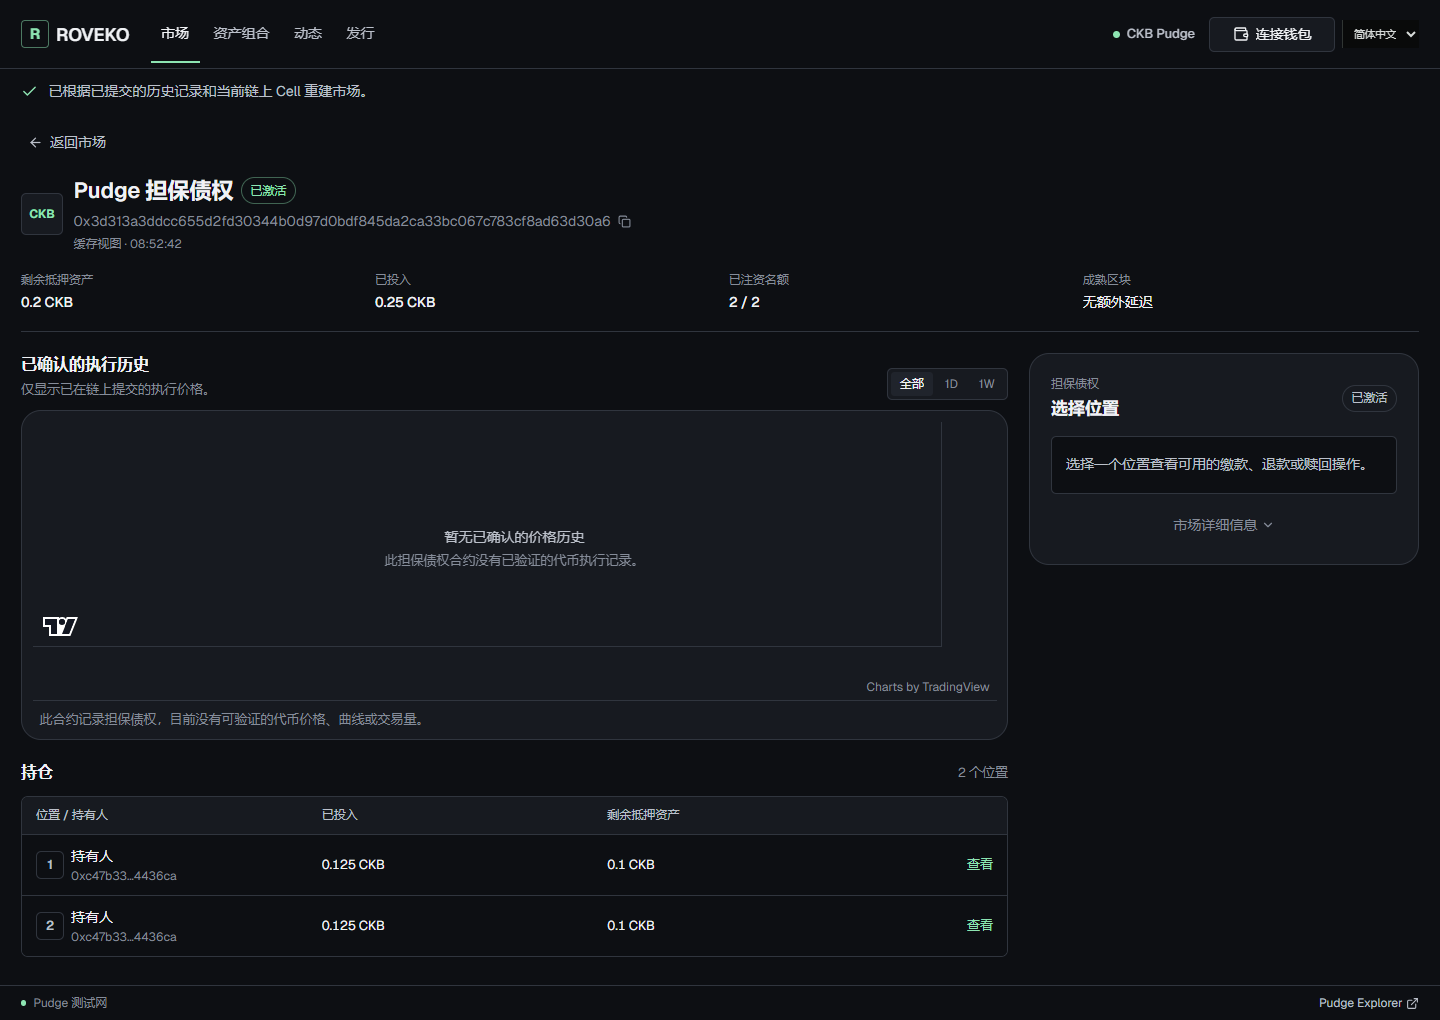 R ROVEKO 市场 资产组合 动态 发行 CKB Pudge 连接钱包 简体中文
已根据已提交的历史记录和当前链上 Cell 重建市场。
返回市场
CKB
Pudge 担保债权 已激活
0x3d313a3ddcc655d2fd30344b0d97d0bdf845da2ca33bc067c783cf8ad63d30a6
缓存视图 · 08:52:42
剩余抵押资产 已投入 已注资名额 成熟区块
0.2 CKB 0.25 CKB 2 / 2 无额外延迟
已确认的执行历史
仅显示已在链上提交的执行价格。
全部 1D 1W
暂无已确认的价格历史
此担保债权合约没有已验证的代币执行记录。
Charts by TradingView
此合约记录担保债权，目前没有可验证的代币价格、曲线或交易量。
担保债权
选择位置
已激活
选择一个位置查看可用的缴款、退款或赎回操作。
市场详细信息
持仓 2 个位置
位置 / 持有人 已投入 剩余抵押资产
1 持有人 0.125 CKB 0.1 CKB 查看
0xc47b33…4436ca
2 持有人 0.125 CKB 0.1 CKB 查看
0xc47b33…4436ca
Pudge 测试网 Pudge Explorer